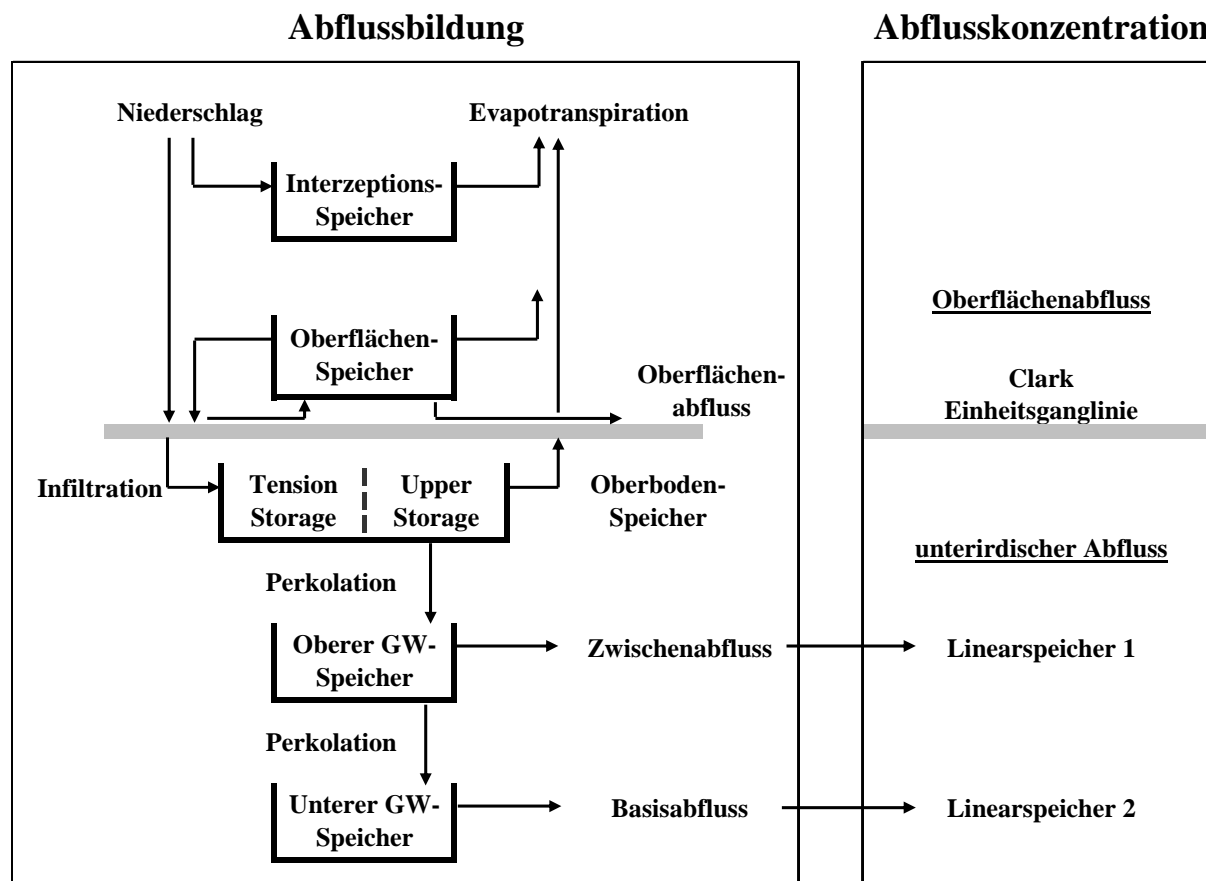 Abflussbildung
Abflusskonzentration
Niederschlag
Evapotranspiration
Interzeptions-
Speicher
Oberflächenabfluss
Oberflächen-
Speicher
Oberflächen-
abfluss
Clark
Einheitsganglinie
Infiltration
Tension
Storage
Upper
Storage
Oberboden-
Speicher
unterirdischer Abfluss
Perkolation
Oberer GW-
Speicher
Zwischenabfluss
Linearspeicher 1
Perkolation
Unterer GW-
Speicher
Basisabfluss
Linearspeicher 2